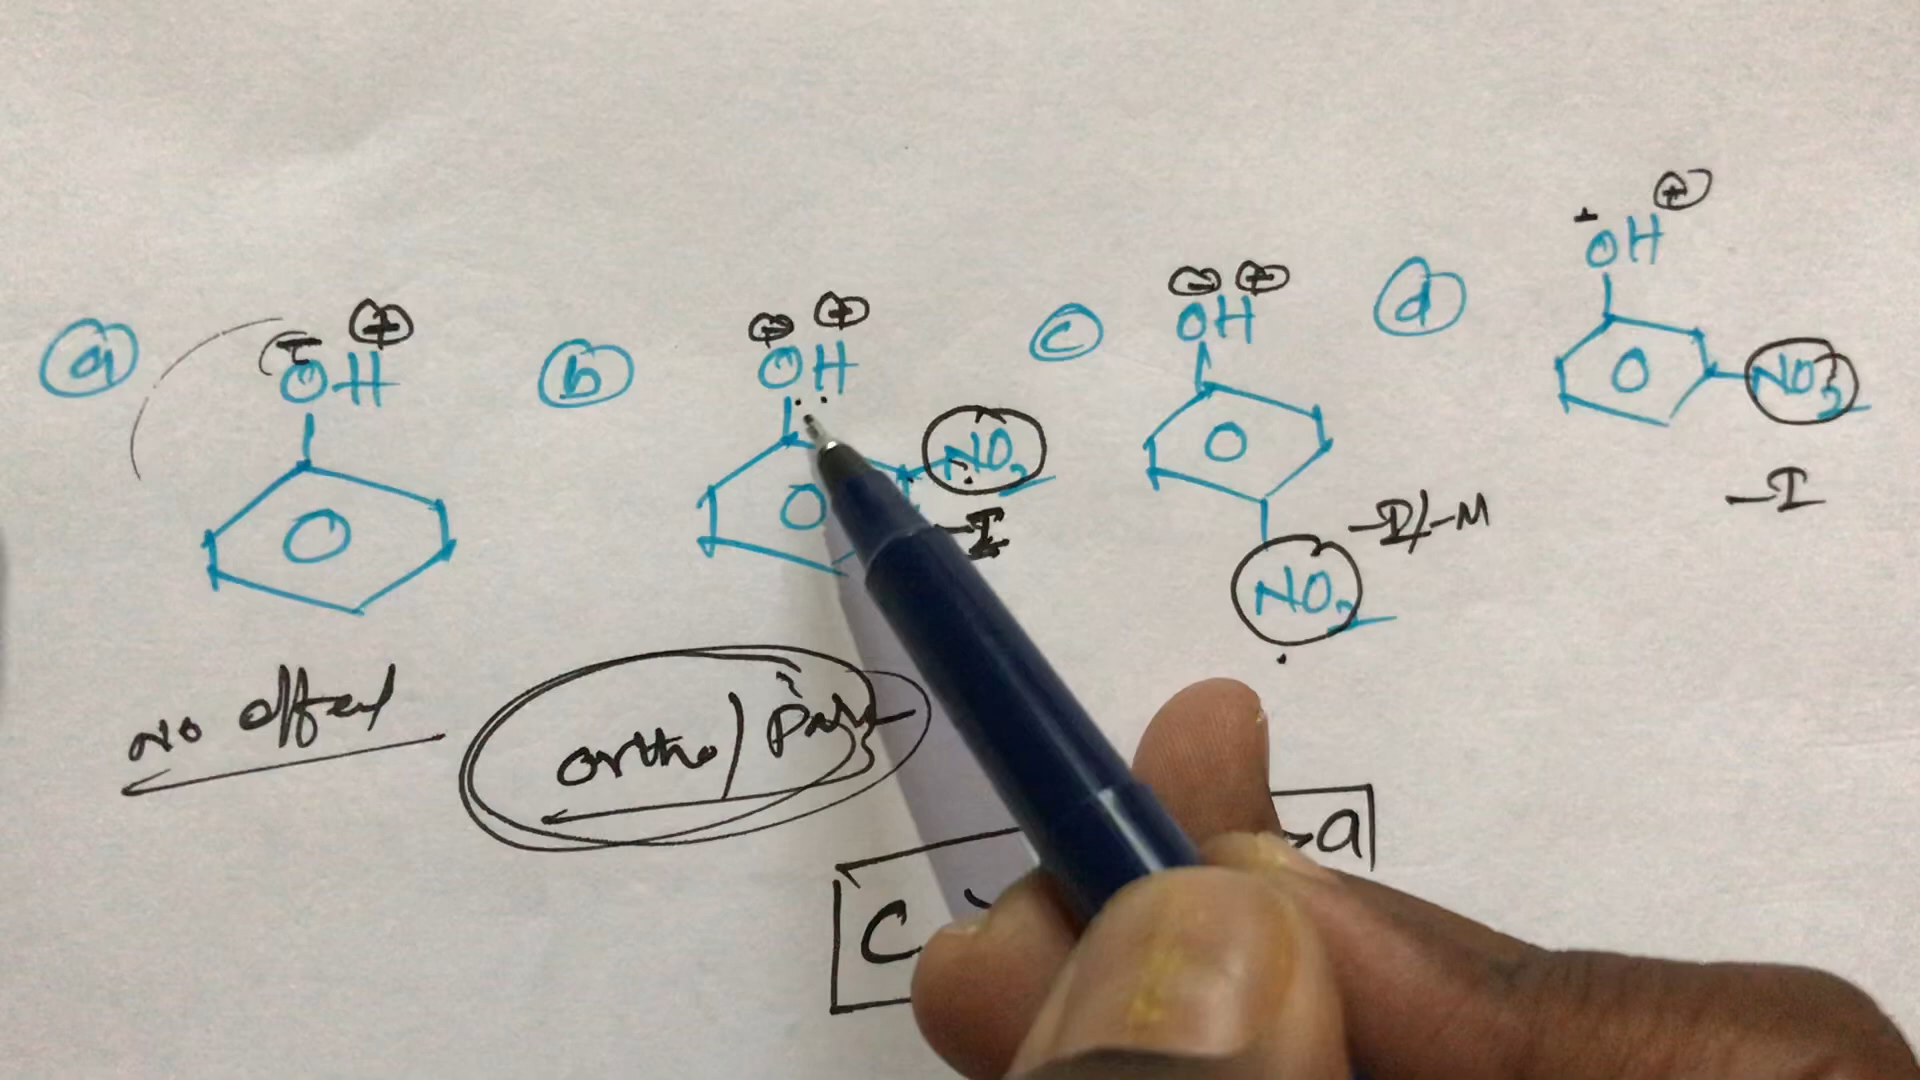 a
OH
b
OH
NO2
-I
c
OH
NO2
-I/-M
d
OH
NO2
-I
no effect
ortho/para
C
>a